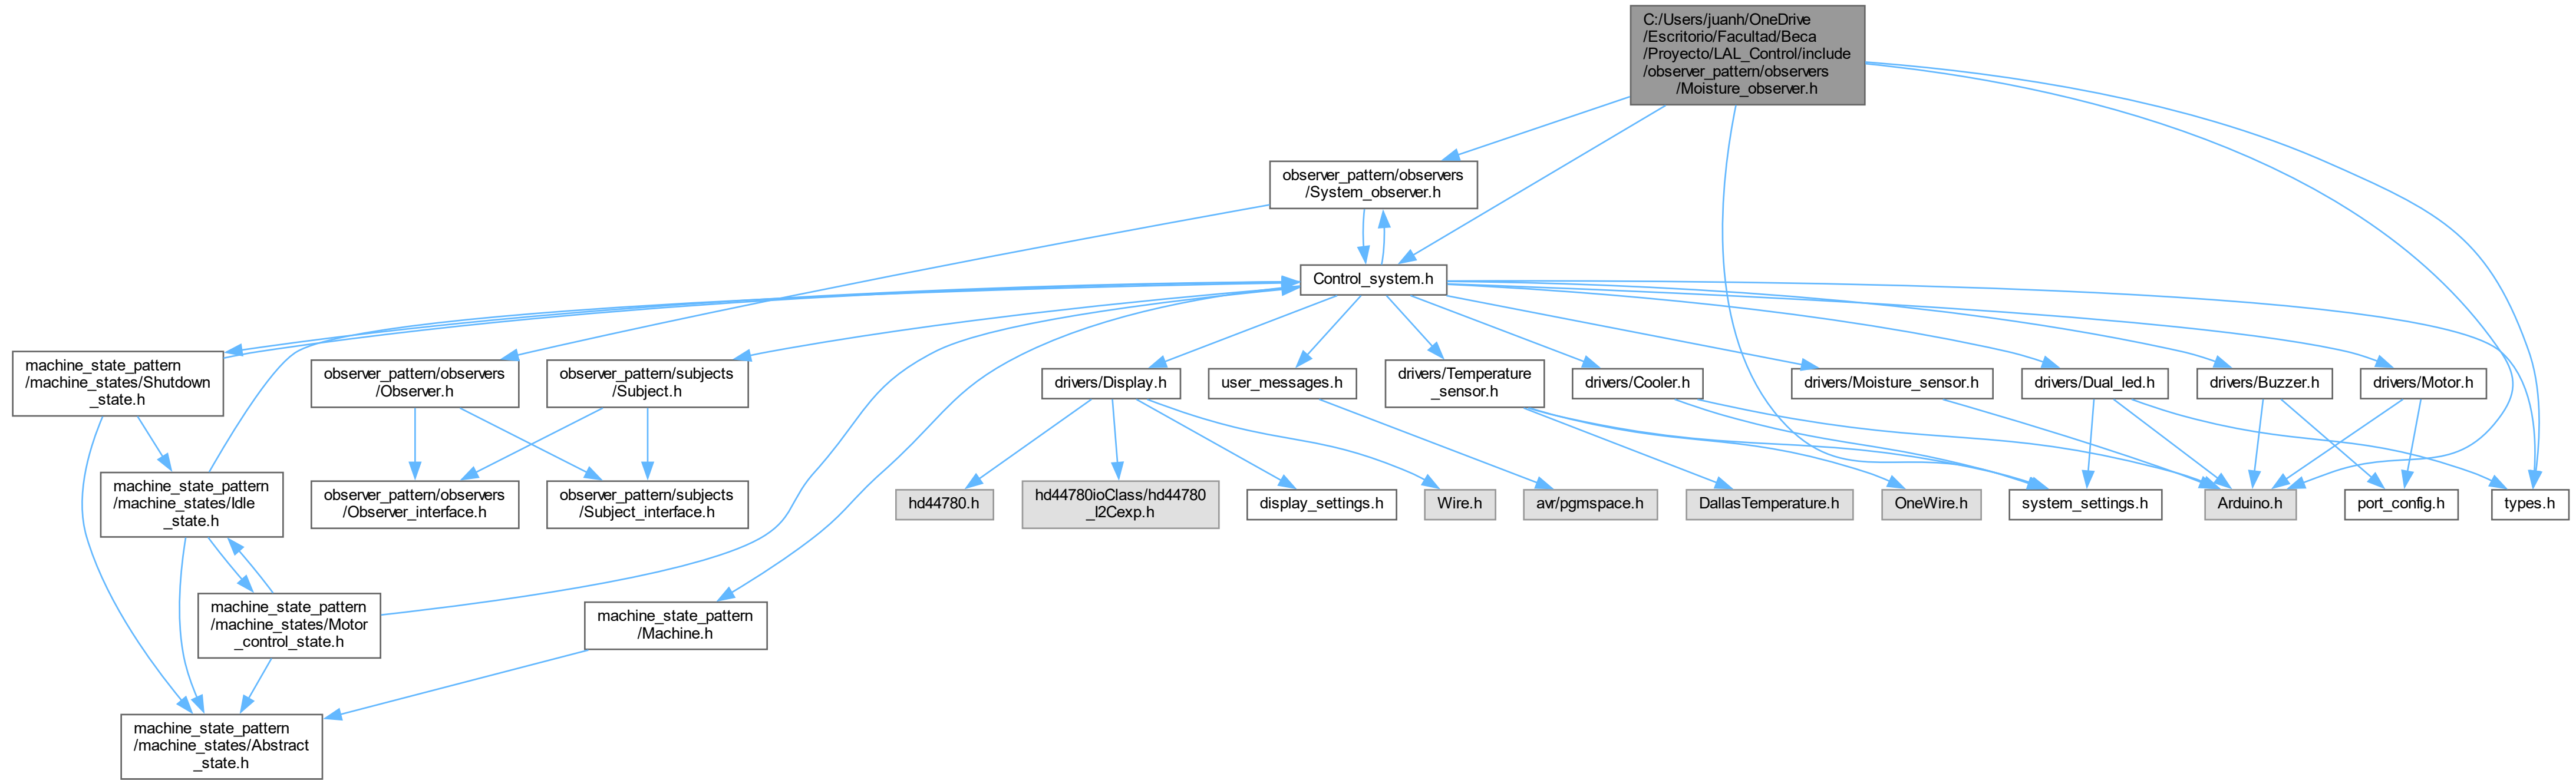 C:/Users/juanh/OneDrive
/Escritorio/Facultad/Beca
/Proyecto/LAL_Control/include
/observer_pattern/observers
/Moisture_observer.h
observer_pattern/observers
/System_observer.h
Control_system.h
machine_state_pattern
/machine_states/Shutdown
_state.h
observer_pattern/observers
/Observer.h
observer_pattern/subjects
/Subject.h
drivers/Display.h
user_messages.h
drivers/Temperature
_sensor.h
drivers/Cooler.h
drivers/Moisture_sensor.h
drivers/Dual_led.h
drivers/Buzzer.h
drivers/Motor.h
machine_state_pattern
/machine_states/Idle
_state.h
observer_pattern/observers
/Observer_interface.h
observer_pattern/subjects
/Subject_interface.h
hd44780.h
hd44780ioClass/hd44780
_I2Cexp.h
display_settings.h
Wire.h
avr/pgmspace.h
DallasTemperature.h
OneWire.h
system_settings.h
Arduino.h
port_config.h
types.h
machine_state_pattern
/machine_states/Motor
_control_state.h
machine_state_pattern
/Machine.h
machine_state_pattern
/machine_states/Abstract
_state.h